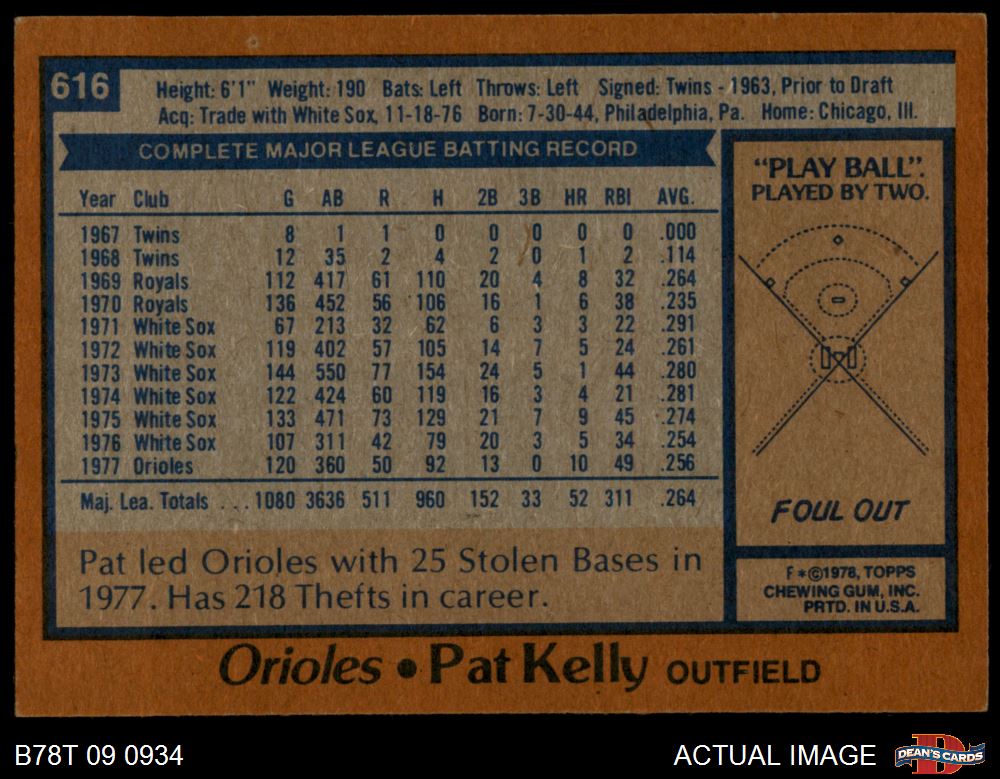 616
Height: 6'1" Weight: 190 Bats: Left Throws: Left Signed: Twins - 1963, Prior to Draft
Acq: Trade with White Sox, 11-18-76 Born: 7-30-44, Philadelphia, Pa. Home: Chicago, Ill.
COMPLETE MAJOR LEAGUE BATTING RECORD
Year Club G AB R H 2B 3B HR RBI AVG.
1967 Twins 8 1 1 0 0 0 0 0 .000
1968 Twins 12 35 2 4 2 0 1 2 .114
1969 Royals 112 417 61 110 20 4 8 32 .264
1970 Royals 136 452 56 106 16 1 6 38 .235
1971 White Sox 67 213 32 62 6 3 3 22 .291
1972 White Sox 119 402 57 105 14 7 5 24 .261
1973 White Sox 144 550 77 154 24 5 1 44 .280
1974 White Sox 122 424 60 119 16 3 4 21 .281
1975 White Sox 133 471 73 129 21 7 9 45 .274
1976 White Sox 107 311 42 79 20 3 5 34 .254
1977 Orioles 120 360 50 92 13 0 10 49 .256
Maj. Lea. Totals ... 1080 3636 511 960 152 33 52 311 .264
Pat led Orioles with 25 Stolen Bases in
1977. Has 218 Thefts in career.
"PLAY BALL".
PLAYED BY TWO.
FOUL OUT
F*©1978, TOPPS
CHEWING GUM, INC.
PRTD. IN U.S.A.
Orioles • Pat Kelly OUTFIELD
B78T 09 0934
ACTUAL IMAGE
DEAN'S CARDS